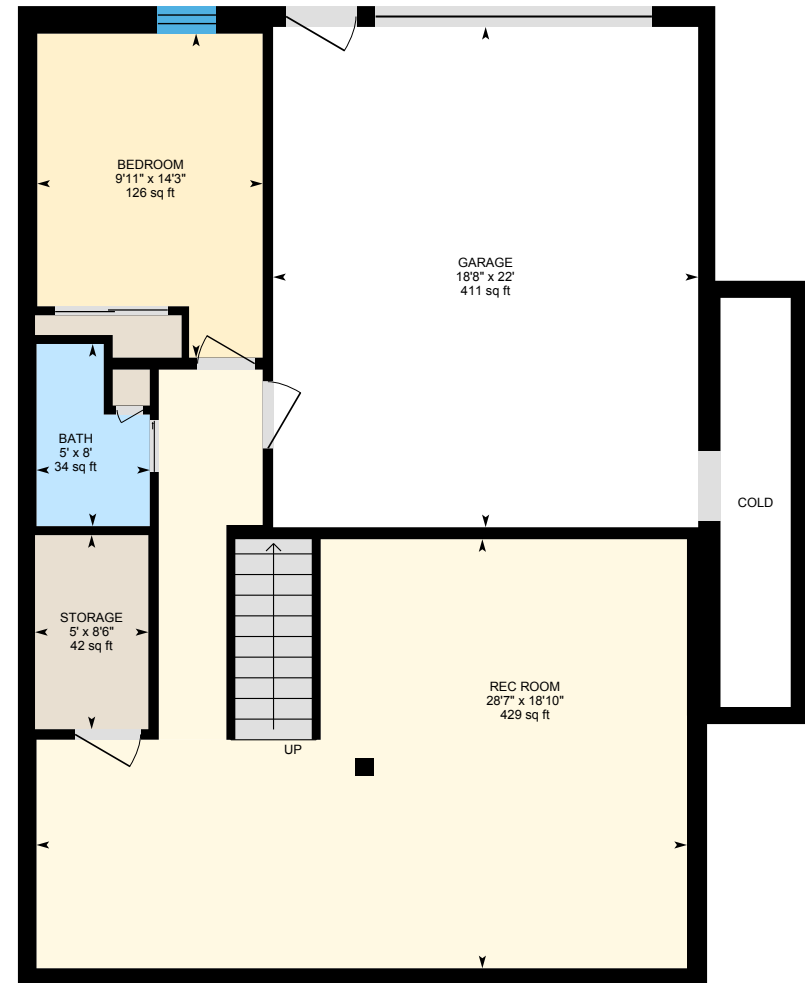 BEDROOM
9'11" x 14'3"
126 sq ft
GARAGE
18'8" x 22'
411 sq ft
BATH
5' x 8'
34 sq ft
COLD
STORAGE
5' x 8'6"
42 sq ft
REC ROOM
28'7" x 18'10"
429 sq ft
UP